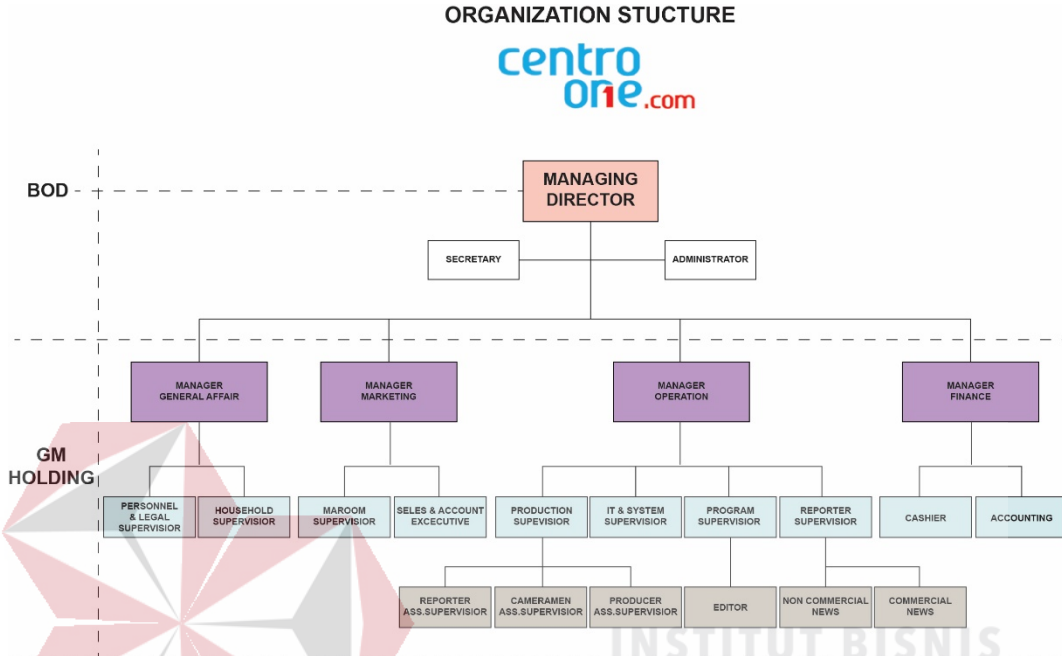 ORGANIZATION STUCTURE
centro
one.com
BOD
MANAGING
DIRECTOR
SECRETARY
ADMINISTRATOR
GM
HOLDING
MANAGER
GENERAL AFFAIR
MANAGER
MARKETING
MANAGER
OPERATION
MANAGER
FINANCE
PERSONNEL
& LEGAL
SUPERVISIOR
HOUSEHOLD
SUPERVISIOR
MAROOM
SUPERVISIOR
SELES & ACCOUNT
EXCECUTIVE
PRODUCTION
SUPEVISIOR
IT & SYSTEM
SUPERVISIOR
PROGRAM
SUPERVISIOR
REPORTER
SUPERVISIOR
CASHIER
ACCOUNTING
REPORTER
ASS.SUPERVISIOR
CAMERAMEN
ASS.SUPERVISIOR
PRODUCER
ASS.SUPERVISIOR
EDITOR
NON COMMERCIAL
NEWS
COMMERCIAL
NEWS
INSTITUT BISNIS